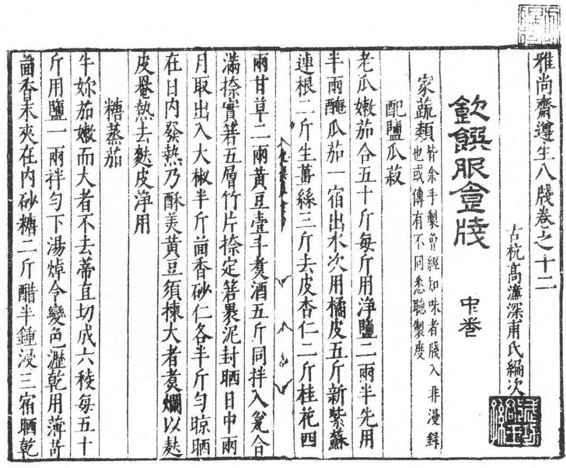 雅尚齋遵生八牋卷之十二
古杭高濂深甫氏編次
飲饌服食牋 中卷
家蔬類 皆余手製曾經知味者牋入非漫錄
也或傳有不同悉聽製度
配鹽瓜菽
老瓜嫩茄合五十斤每斤用淨鹽二兩半先用
半兩醃瓜茄一宿出水次用橘皮五斤新紫蘇
連根二斤生薑絲三斤去皮杏仁二斤桂花四
兩甘草二兩黃豆壹斗煑酒五斤同拌入瓮合
滿捺實箬五層竹片捺定箬裹泥封晒日中兩
月取出入大椒半斤茴香砂仁各半斤勻晾晒
在日內發熱乃酥美黃豆須揀大者煑爛以麩
皮罨熱去麩皮淨用
糖蒸茄
牛妳茄嫩而大者不去蒂直切成六稜每五十
斤用鹽一兩拌勻下湯焯令變色瀝乾用薄荷
茴香末夾在內砂糖二斤醋半鍾浸三宿晒乾